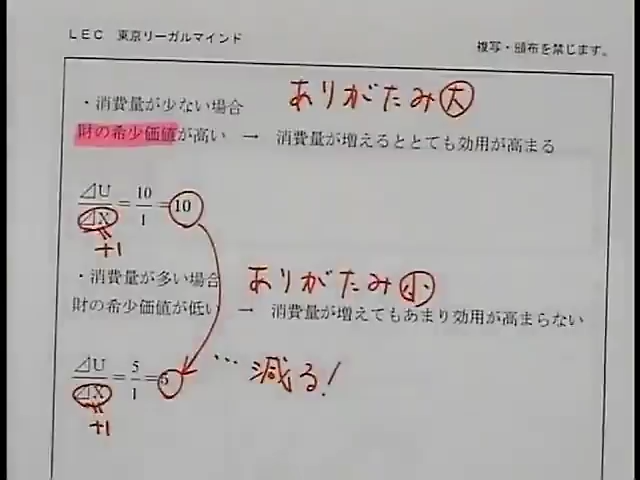 LEC 東京リーガルマインド
複写・頒布を禁じます。
・消費量が少ない場合 ありがたみ大
財の希少価値が高い → 消費量が増えるととても効用が高まる
⊿U/⊿X = 10/1 = 10
+1
・消費量が多い場合 ありがたみ小
財の希少価値が低い → 消費量が増えてもあまり効用が高まらない
⊿U/⊿X = 5/1 = 5 …減る!
+1